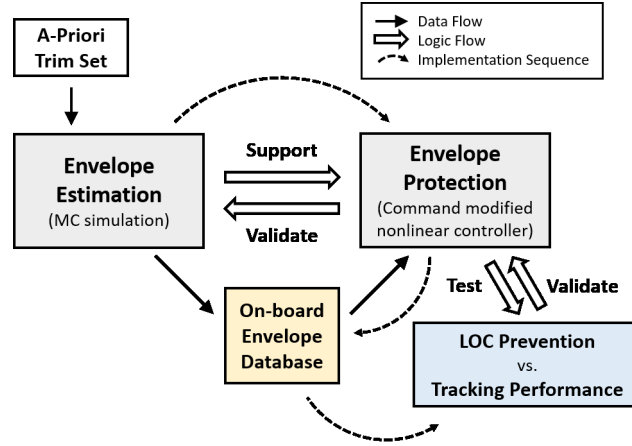 A-Priori
Trim Set
Data Flow
Logic Flow
Implementation Sequence
Envelope
Estimation
(MC simulation)
Support
Validate
Envelope
Protection
(Command modified
nonlinear controller)
Test
Validate
On-board
Envelope
Database
LOC Prevention
vs.
Tracking Performance